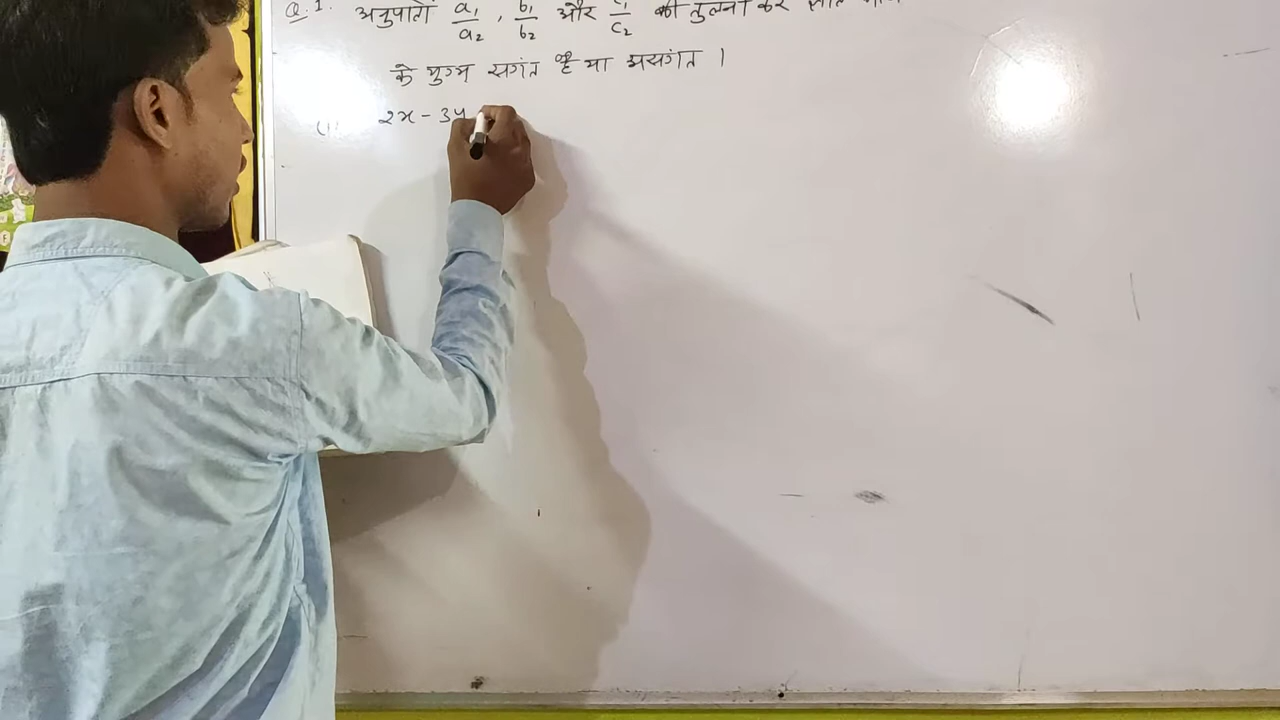 Q.1. अनुपातों a₁/a₂ , b₁/b₂ और c₁/c₂ की तुलना कर
के युग्म संगत है या असंगत ।
(i) 2x - 3y